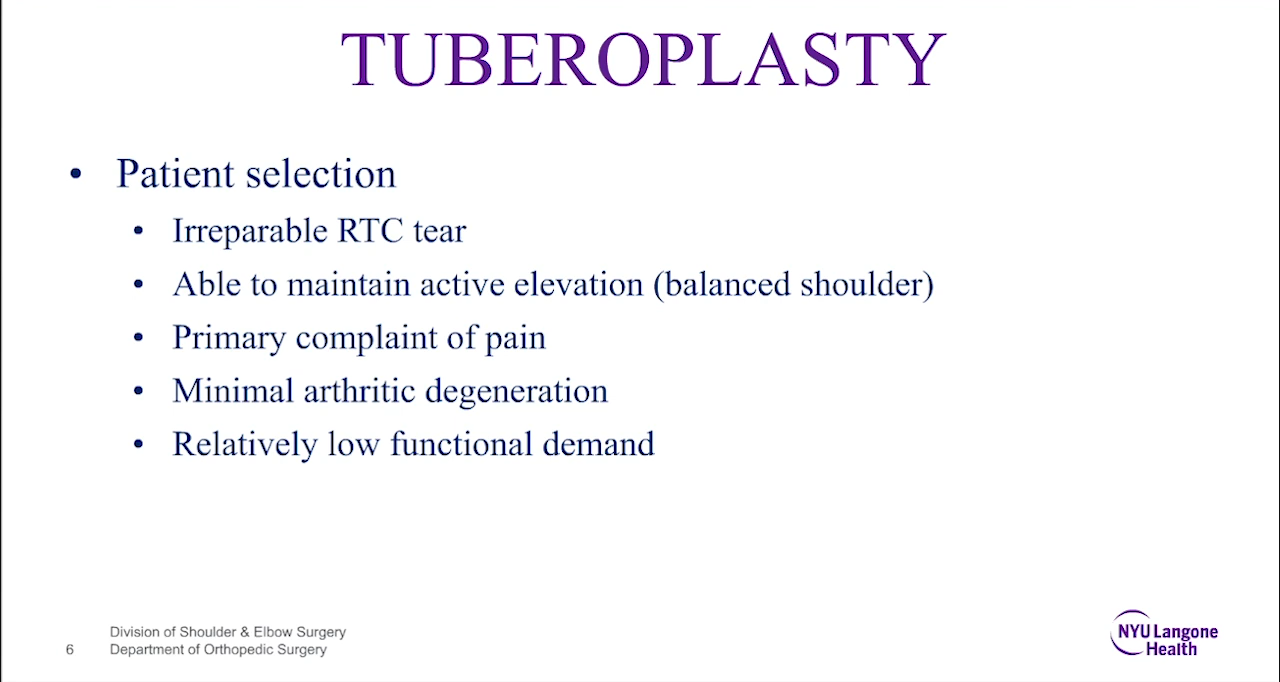 TUBEROPLASTY
• Patient selection
• Irreparable RTC tear
• Able to maintain active elevation (balanced shoulder)
• Primary complaint of pain
• Minimal arthritic degeneration
• Relatively low functional demand
Division of Shoulder & Elbow Surgery
6 Department of Orthopedic Surgery
NYU Langone
Health